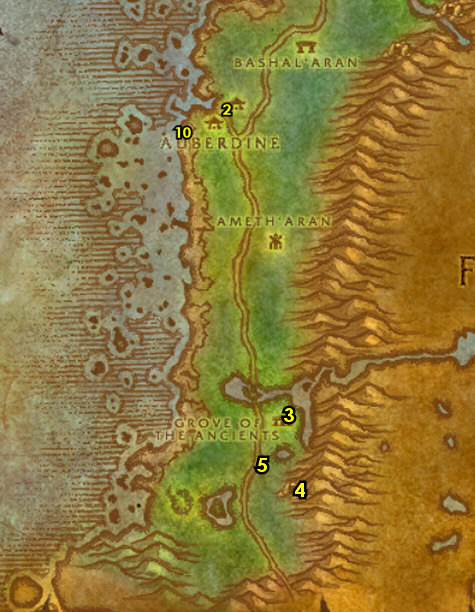 BASHAL'ARAN
2
10
AUBERDINE
AMETH'ARAN
F
3
GROVE OF
THE ANCIENTS
5
4